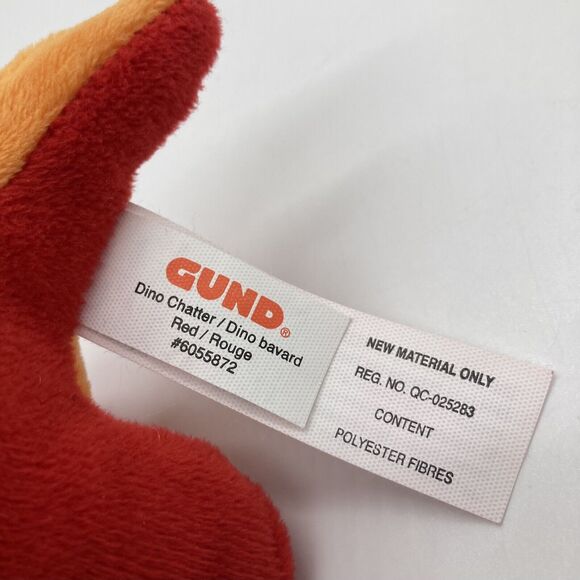 GUND®
Dino Chatter / Dino bavard
Red / Rouge
#6055872
NEW MATERIAL ONLY
REG. NO. QC-025283
CONTENT
POLYESTER FIBRES